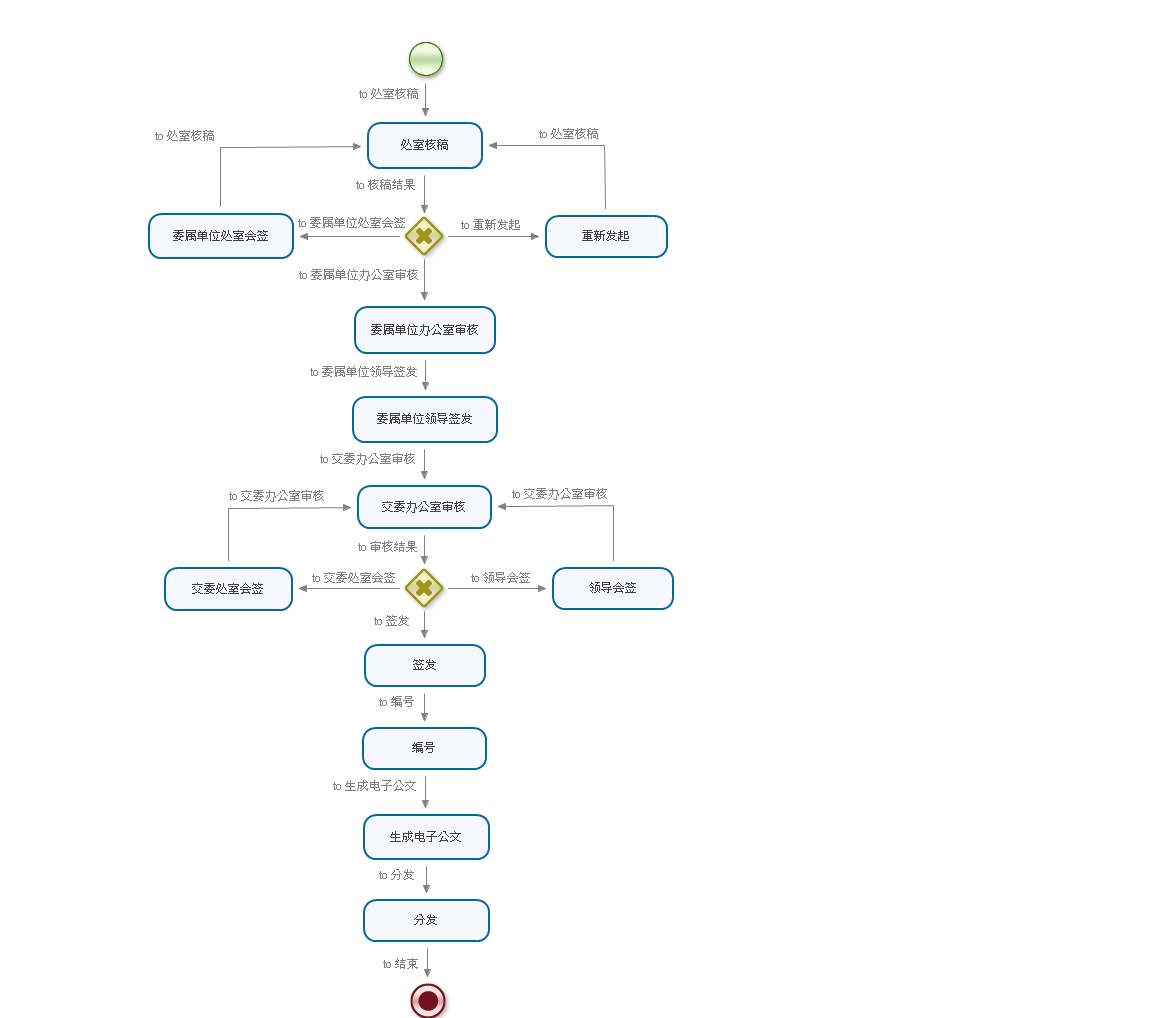 to 处室核稿
to 处室核稿
to 处室核稿
处室核稿
to 核稿结果
to 委属单位处室会签
to 重新发起
委属单位处室会签
重新发起
to 委属单位办公室审核
委属单位办公室审核
to 委属单位领导签发
委属单位领导签发
to 交委办公室审核
to 交委办公室审核
to 交委办公室审核
交委办公室审核
to 审核结果
to 交委处室会签
to 领导会签
交委处室会签
领导会签
to 签发
签发
to 编号
编号
to 生成电子公文
生成电子公文
to 分发
分发
to 结束